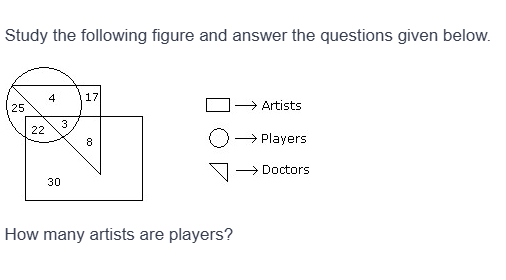 Study the following figure and answer the questions given below.
4
17
25
22
3
8
30
→ Artists
→ Players
→ Doctors
How many artists are players?